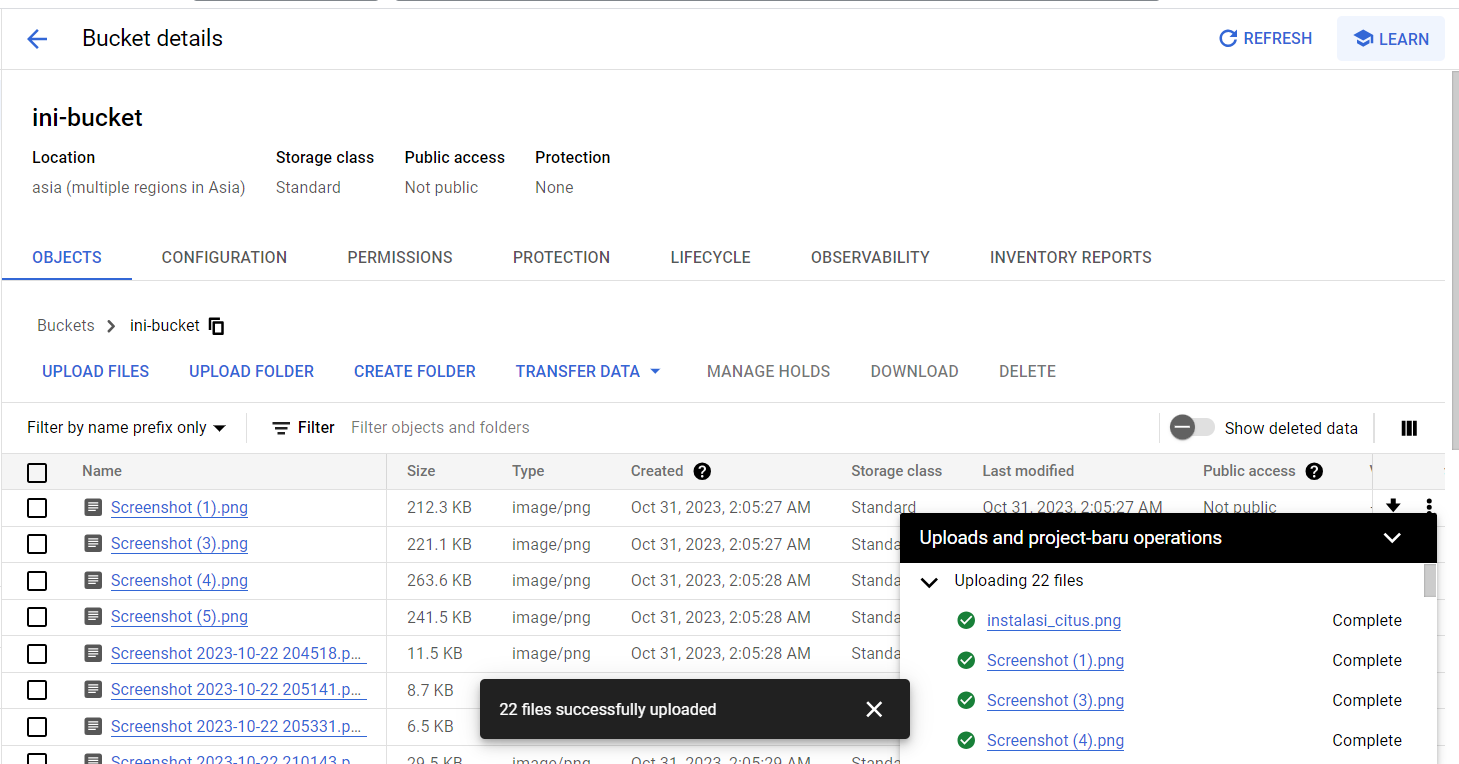 Bucket details
REFRESH
LEARN
ini-bucket
Location Storage class Public access Protection
asia (multiple regions in Asia) Standard Not public None
OBJECTS CONFIGURATION PERMISSIONS PROTECTION LIFECYCLE OBSERVABILITY INVENTORY REPORTS
Buckets ini-bucket
UPLOAD FILES UPLOAD FOLDER CREATE FOLDER TRANSFER DATA MANAGE HOLDS DOWNLOAD DELETE
Filter by name prefix only Filter Filter objects and folders Show deleted data
Name Size Type Created Storage class Last modified Public access
Screenshot (1).png 212.3 KB image/png Oct 31, 2023, 2:05:27 AM Standard Oct 31, 2023, 2:05:27 AM Not public
Screenshot (3).png 221.1 KB image/png Oct 31, 2023, 2:05:27 AM Standa
Screenshot (4).png 263.6 KB image/png Oct 31, 2023, 2:05:28 AM Standa
Screenshot (5).png 241.5 KB image/png Oct 31, 2023, 2:05:28 AM Standa
Screenshot 2023-10-22 204518.p... 11.5 KB image/png Oct 31, 2023, 2:05:28 AM Standa
Screenshot 2023-10-22 205141.p... 8.7 KB
Screenshot 2023-10-22 205331.p... 6.5 KB
Screenshot 2023-10-22 210143.p... 29.5 KB image/png Oct 31, 2023, 2:05:29 AM Standa
Uploads and project-baru operations
Uploading 22 files
instalasi_citus.png Complete
Screenshot (1).png Complete
Screenshot (3).png Complete
Screenshot (4).png Complete
22 files successfully uploaded